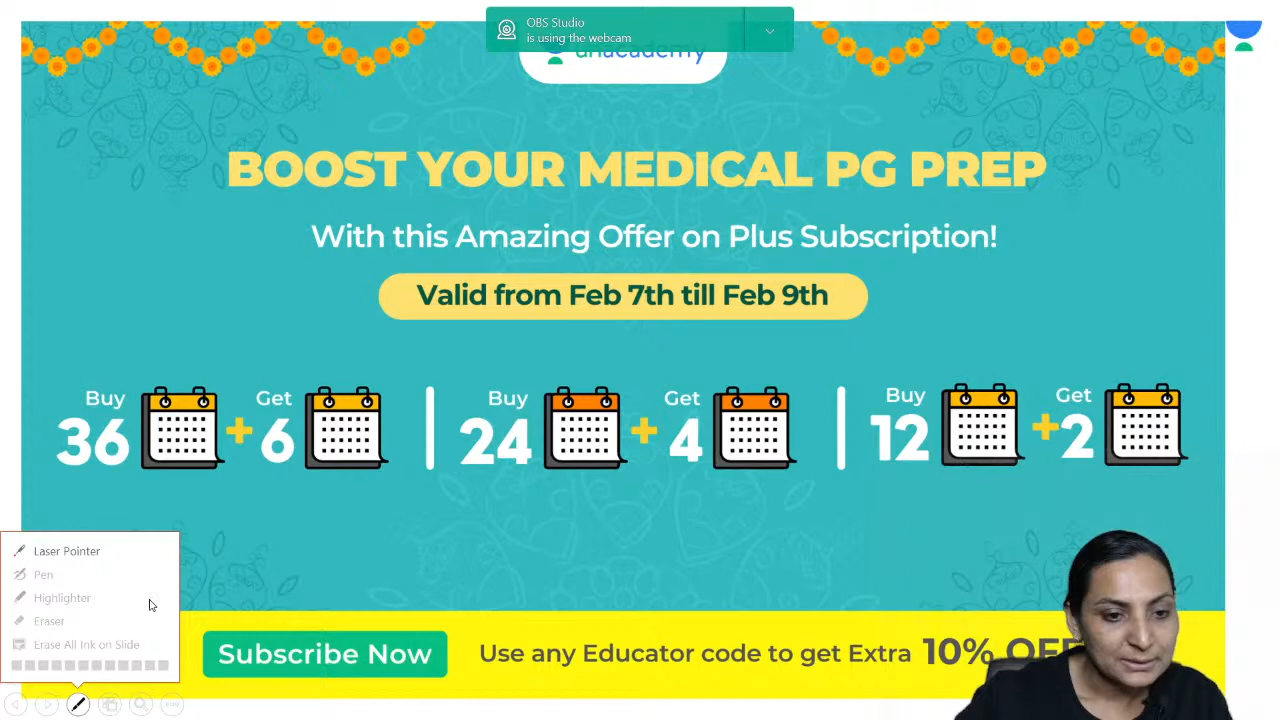 OBS Studio
is using the webcam
unacademy
BOOST YOUR MEDICAL PG PREP
With this Amazing Offer on Plus Subscription!
Valid from Feb 7th till Feb 9th
Buy 36 + Get 6
Buy 24 + Get 4
Buy 12 + Get 2
Laser Pointer
Pen
Highlighter
Eraser
Erase All Ink on Slide
Subscribe Now
Use any Educator code to get Extra 10% OFF